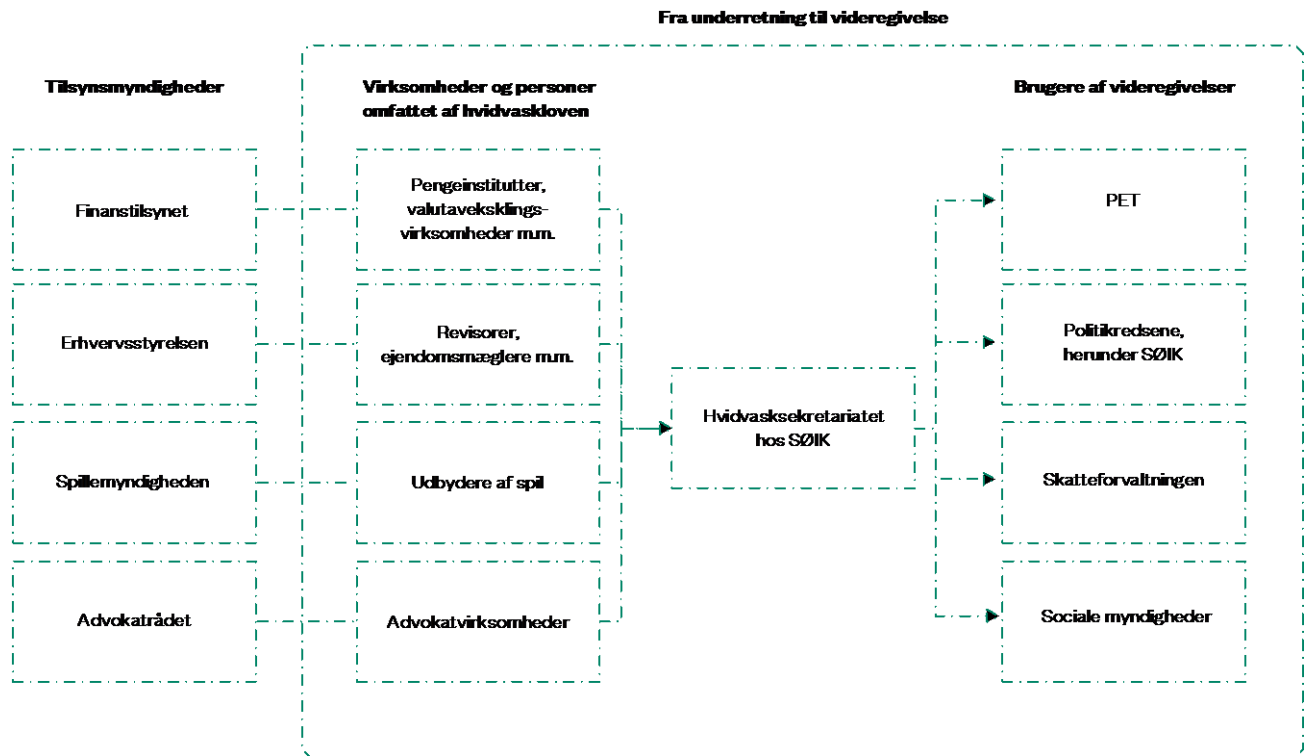 Fra underretning til videregivelse
Tilsynsmyndigheder
Virksomheder og personer
omfattet af hvidvaskloven
Brugere af videregivelser
Finanstilsynet
Pengeinstitutter,
valutaveksklings-
virksomheder m.m.
PET
Erhvervsstyrelsen
Revisorer,
ejendomsmæglere m.m.
Politikredsene,
herunder SØIK
Hvidvasksekretariatet
hos SØIK
Spillemyndigheden
Udbydere af spil
Skatteforvaltningen
Advokatrådet
Advokatvirksomheder
Sociale myndigheder